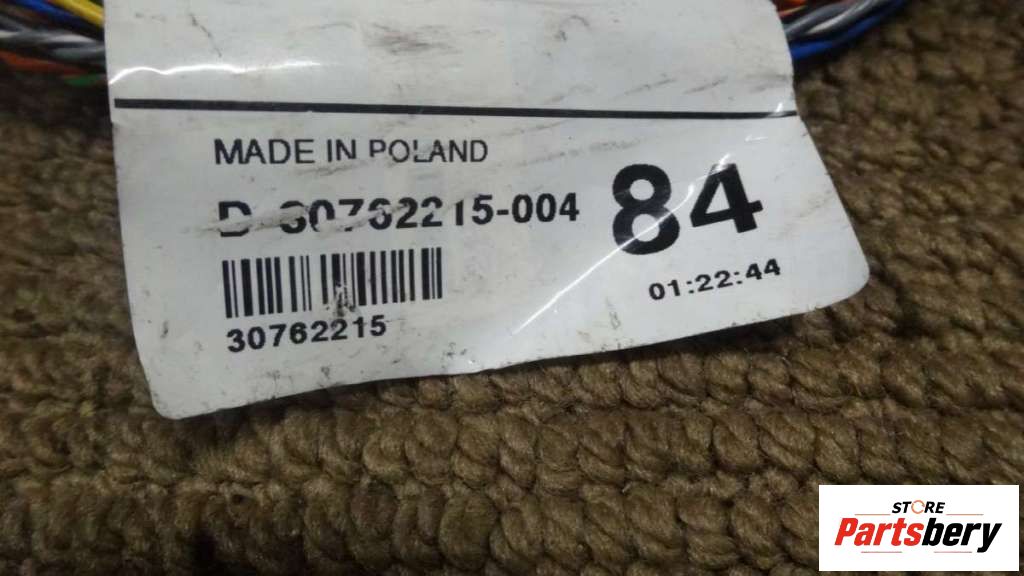 MADE IN POLAND
30762215-004
84
01:22:44
30762215
STORE
Partsbery